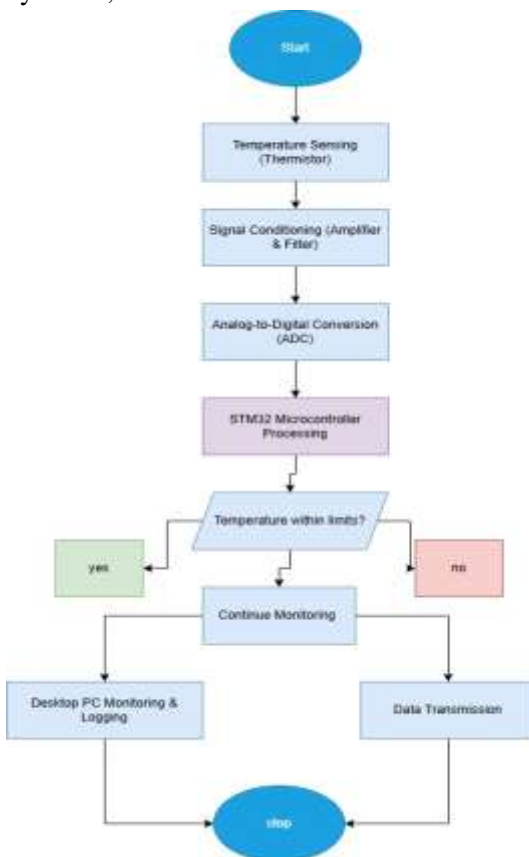 Start
Temperature Sensing
(Thermistor)
Signal Conditioning (Amplifier
& Filter)
Analog-to-Digital Conversion
(ADC)
STM32 Microcontroller
Processing
Temperature within limits?
yes
no
Continue Monitoring
Desktop PC Monitoring &
Logging
Data Transmission
stop